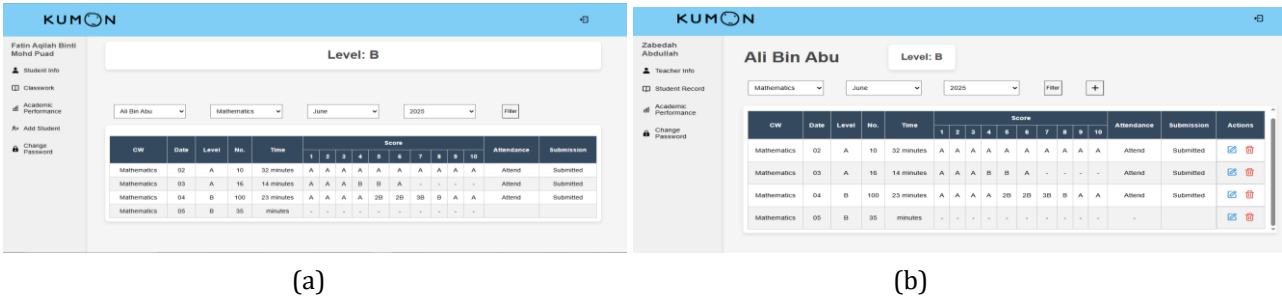 KUMON
Fatin Aqilah Binti
Mohd Puad
Student Info
Classwork
Academic
Performance
Add Student
Change
Password
Level: B
Ali Bin Abu Mathematics June 2025 Filter
CW Date Level No. Time Score Attendance Submission
1 2 3 4 5 6 7 8 9 10
Mathematics 02 A 10 32 minutes A A A A A A A A A A Attend Submitted
Mathematics 03 A 16 14 minutes A A A B B A - - - - Attend Submitted
Mathematics 04 B 100 23 minutes A A A A 2B 2B 3B B A A Attend Submitted
Mathematics 05 B 35 minutes - - - - - - - - - -
(a)
KUMON
Zabedah
Abdullah
Teacher Info
Student Record
Academic
Performance
Change
Password
Ali Bin Abu Level: B
Mathematics June 2025 Filter +
CW Date Level No. Time Score Attendance Submission Actions
1 2 3 4 5 6 7 8 9 10
Mathematics 02 A 10 32 minutes A A A A A A A A A A Attend Submitted
Mathematics 03 A 16 14 minutes A A A B B A - - - - Attend Submitted
Mathematics 04 B 100 23 minutes A A A A 2B 2B 3B B A A Attend Submitted
Mathematics 05 B 35 minutes - - - - - - - - - - -
(b)